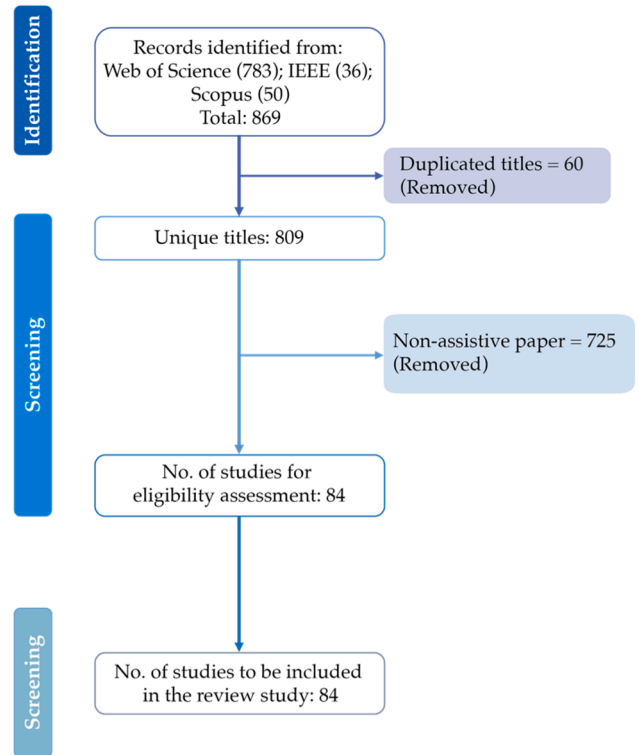 Identification
Records identified from:
Web of Science (783); IEEE (36);
Scopus (50)
Total: 869
Duplicated titles = 60
(Removed)
Screening
Unique titles: 809
Non-assistive paper = 725
(Removed)
No. of studies for
eligibility assessment: 84
Screening
No. of studies to be included
in the review study: 84